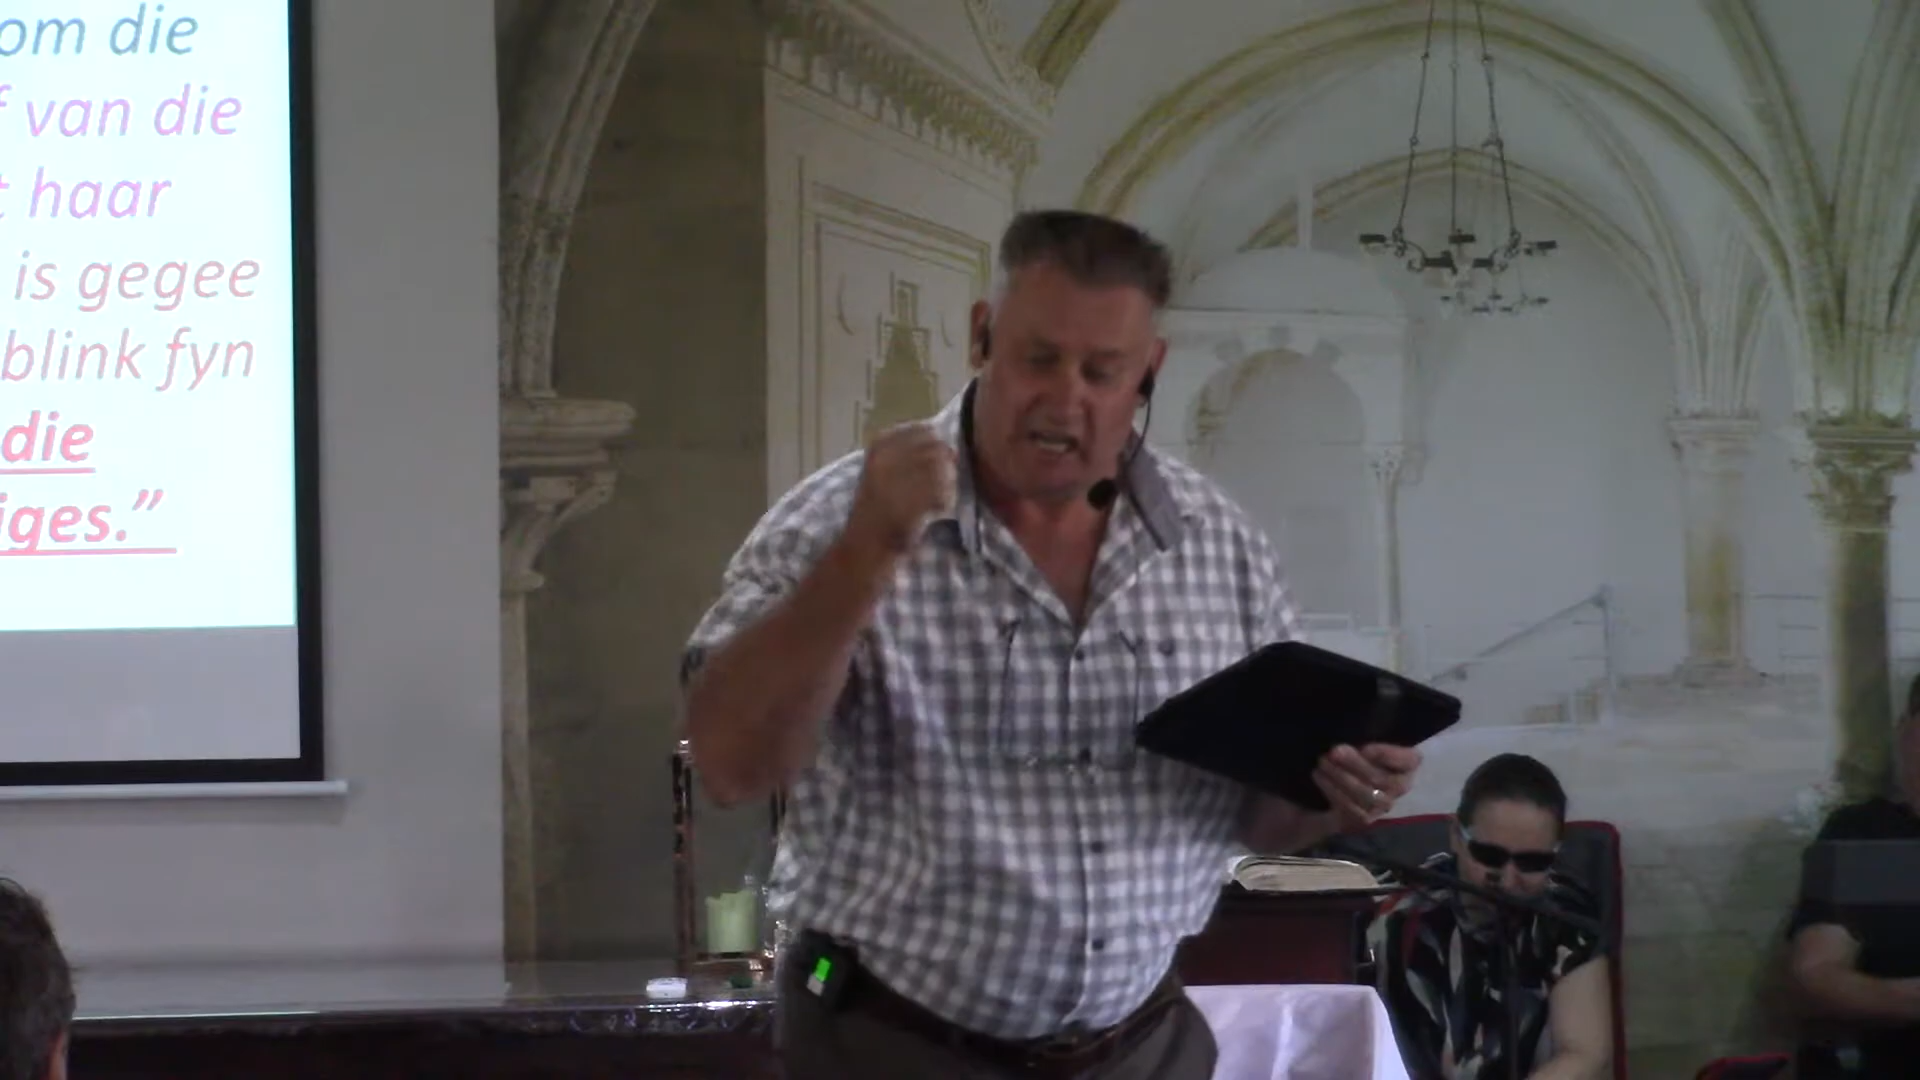 om die
van die
haar
is gegee
blink fyn
die
iges.”